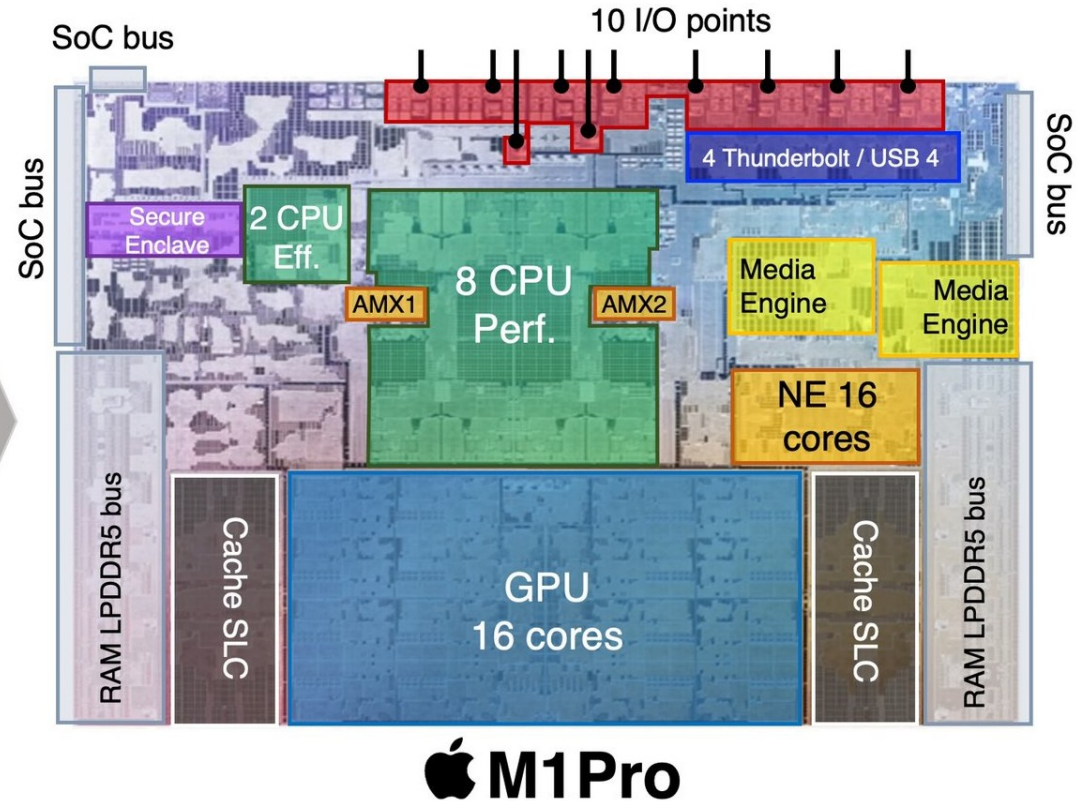 10 I/O points
SoC bus
SoC bus
SoC bus
4 Thunderbolt / USB 4
Secure
Enclave
2 CPU
Eff.
8 CPU
Perf.
AMX1
AMX2
Media
Engine
Media
Engine
NE 16
cores
RAM LPDDR5 bus
Cache SLC
GPU
16 cores
Cache SLC
RAM LPDDR5 bus
M1Pro